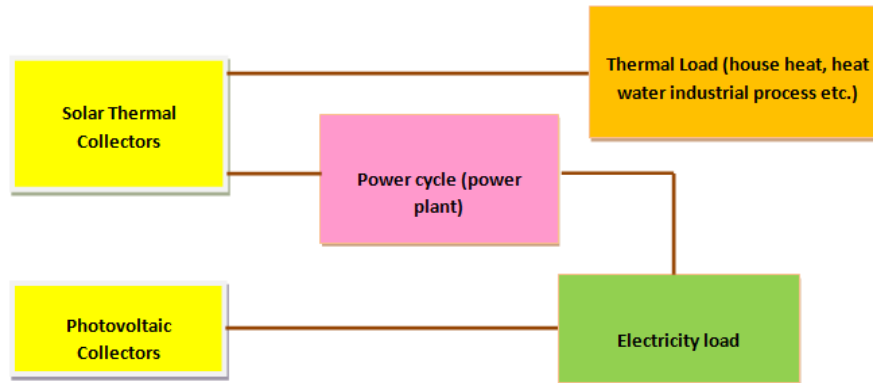 Thermal Load (house heat, heat
water industrial process etc.)
Solar Thermal
Collectors
Power cycle (power
plant)
Photovoltaic
Collectors
Electricity load